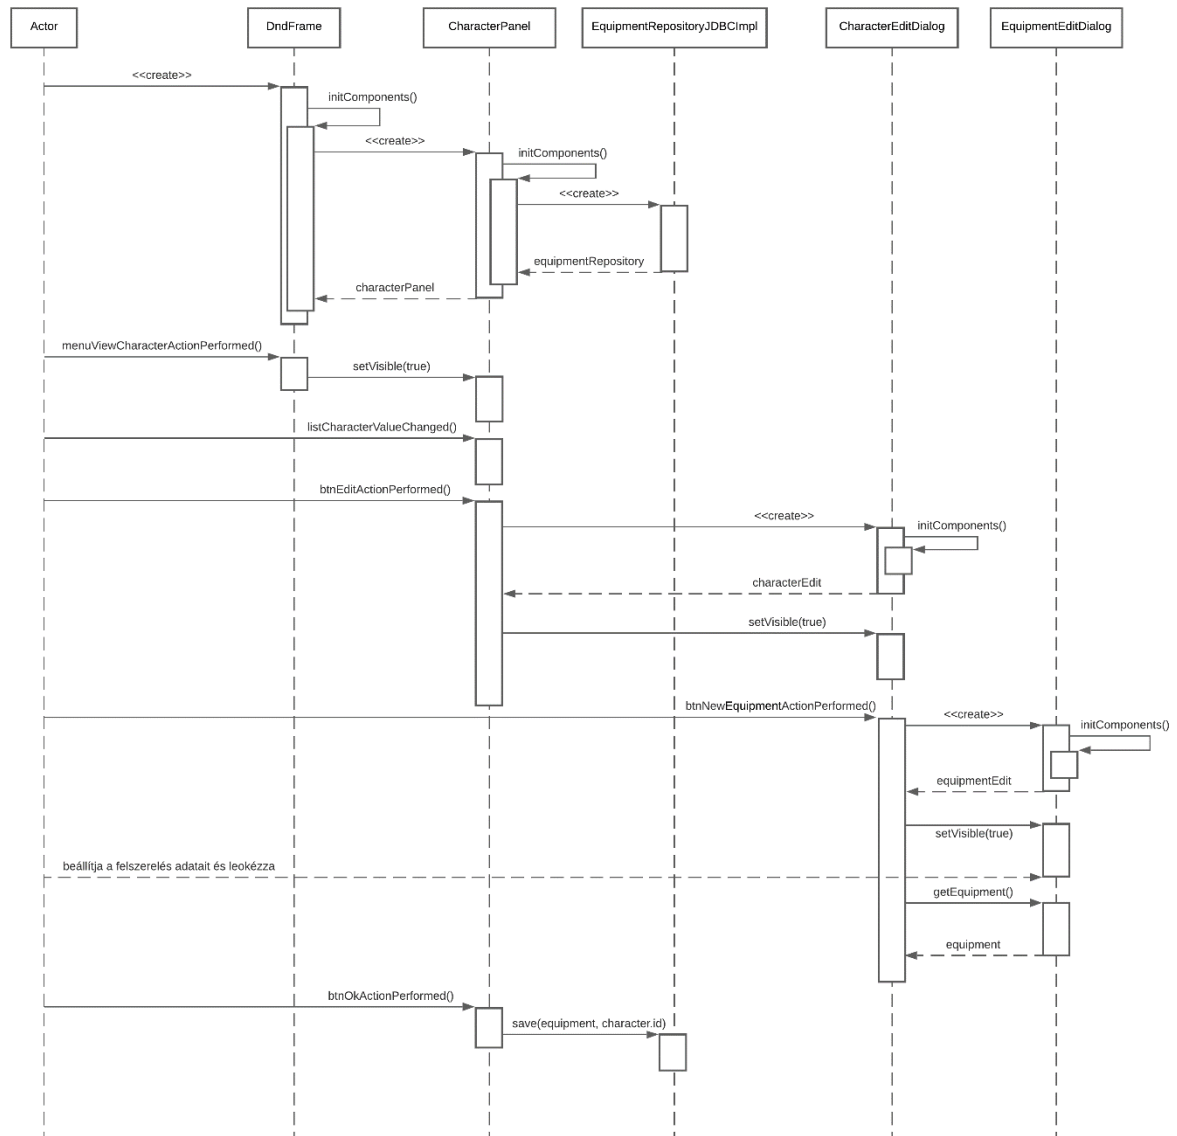 Actor
DndFrame
CharacterPanel
EquipmentRepositoryJDBCImpl
CharacterEditDialog
EquipmentEditDialog
<<create>>
initComponents()
<<create>>
initComponents()
<<create>>
equipmentRepository
characterPanel
menuViewCharacterActionPerformed()
setVisible(true)
listCharacterValueChanged()
btnEditActionPerformed()
<<create>>
initComponents()
characterEdit
setVisible(true)
btnNewEquipmentActionPerformed()
<<create>>
initComponents()
equipmentEdit
setVisible(true)
beállítja a felszerelés adatait és leokézza
getEquipment()
equipment
btnOkActionPerformed()
save(equipment, character.id)